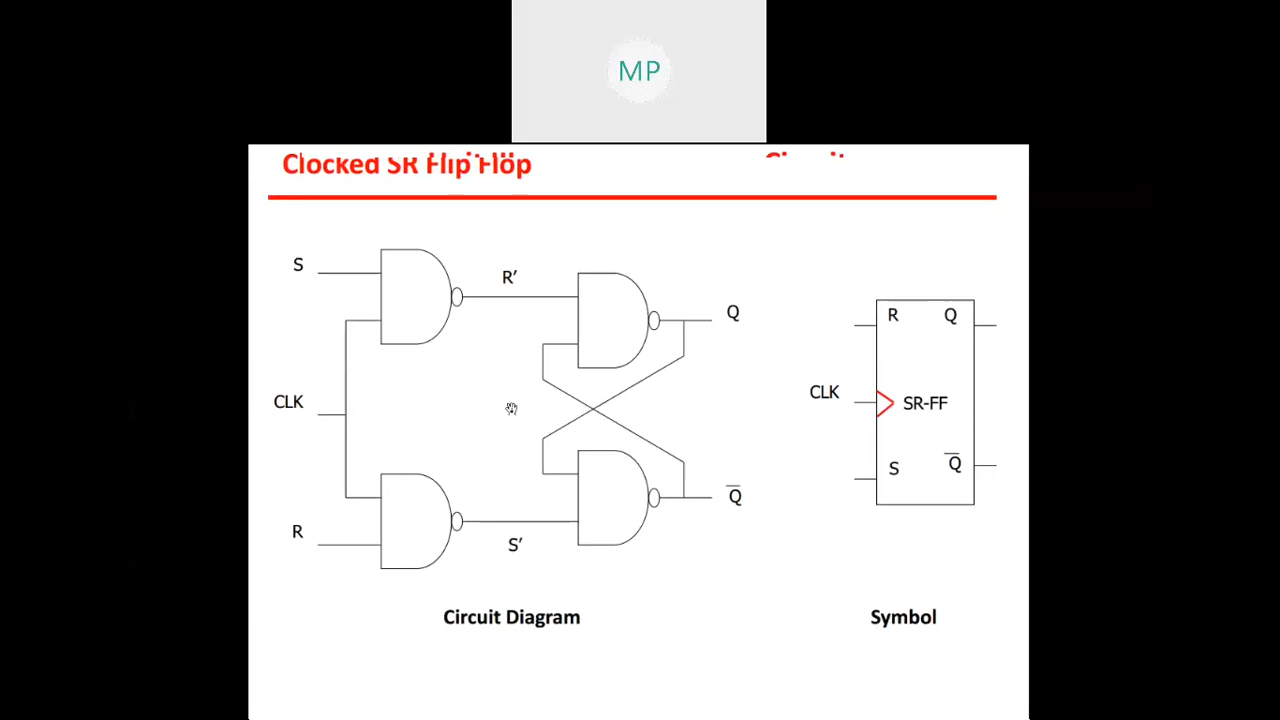 MP
Clocked SR Flip Flop
S
R′
Q
CLK
R
S′
Q̅
R Q
CLK
SR-FF
S Q̅
Circuit Diagram
Symbol